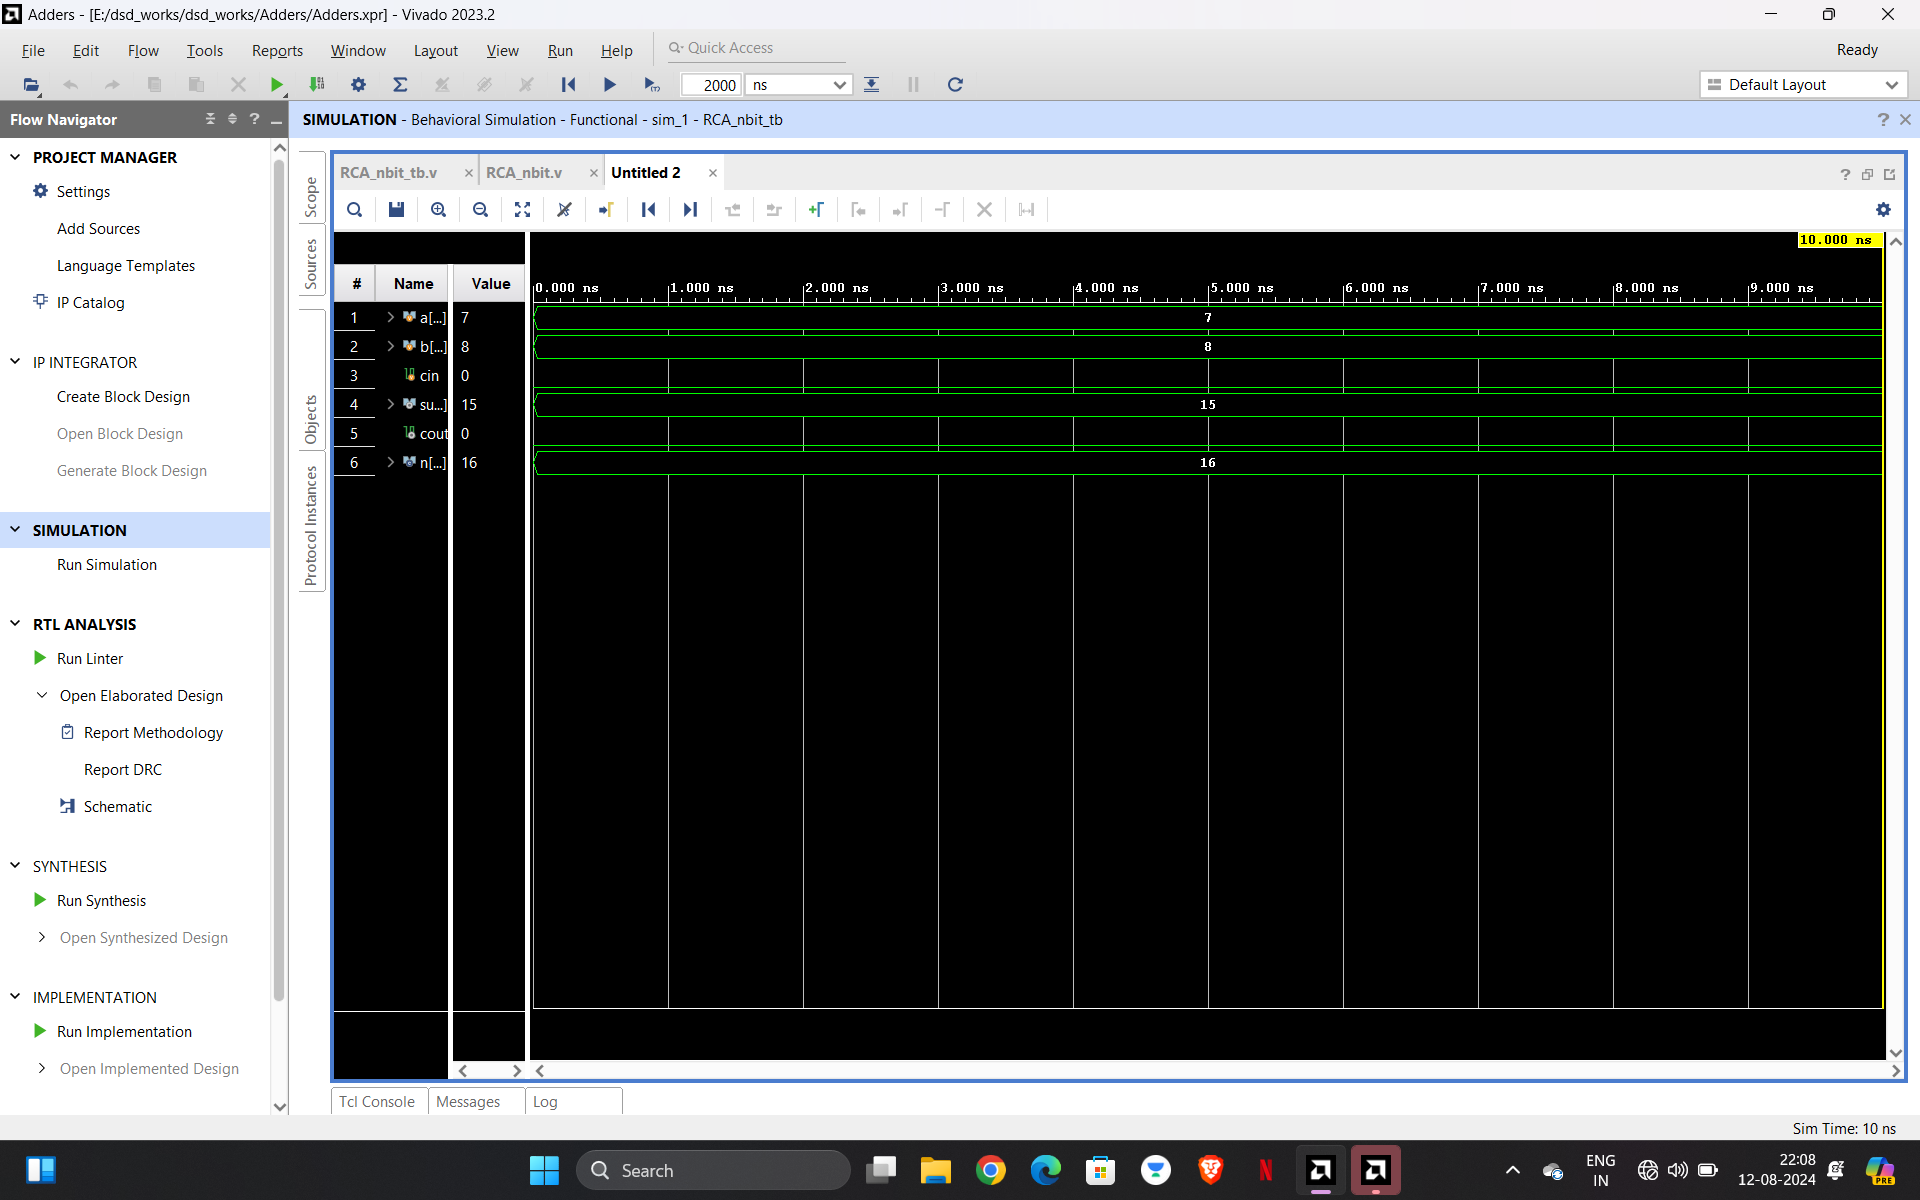 Adders - [E:/dsd_works/dsd_works/Adders/Adders.xpr] - Vivado 2023.2
File Edit Flow Tools Reports Window Layout View Run Help Quick Access Ready
2000 ns Default Layout
Flow Navigator
SIMULATION - Behavioral Simulation - Functional - sim_1 - RCA_nbit_tb
PROJECT MANAGER
Settings
Add Sources
Language Templates
IP Catalog
IP INTEGRATOR
Create Block Design
Open Block Design
Generate Block Design
SIMULATION
Run Simulation
RTL ANALYSIS
Run Linter
Open Elaborated Design
Report Methodology
Report DRC
Schematic
SYNTHESIS
Run Synthesis
Open Synthesized Design
IMPLEMENTATION
Run Implementation
Open Implemented Design
Scope
Sources
Objects
Protocol Instances
RCA_nbit_tb.v RCA_nbit.v Untitled 2
10.000 ns
# Name Value
0.000 ns 1.000 ns 2.000 ns 3.000 ns 4.000 ns 5.000 ns 6.000 ns 7.000 ns 8.000 ns 9.000 ns
1 a[...] 7 7
2 b[...] 8 8
3 cin 0
4 su...] 15 15
5 cout 0
6 n[...] 16 16
Tcl Console Messages Log
Sim Time: 10 ns
Search
ENG
IN
22:08
12-08-2024
PRE